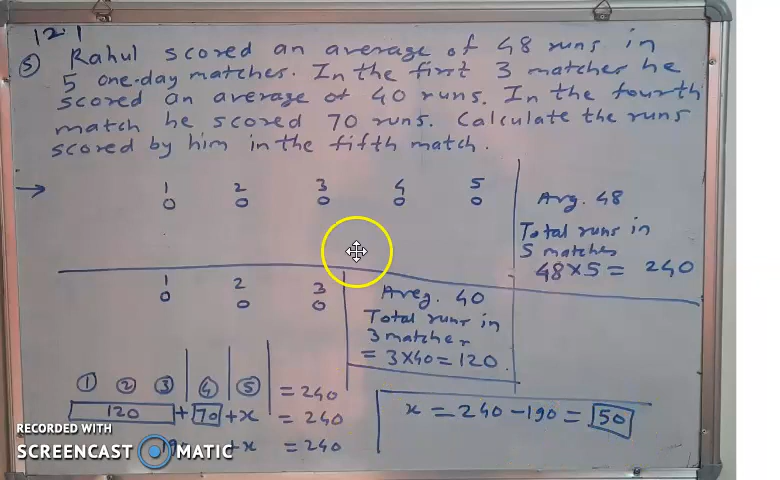 12.1
⑤ Rahul scored an average of 48 runs in
5 one-day matches. In the first 3 matches he
scored an average of 40 runs. In the fourth
match he scored 70 runs. Calculate the runs
scored by him in the fifth match.
→ 1 2 3 4 5
0 0 0 0 0
Avg. 48
Total runs in
5 matches
48×5 = 240
1 2 3
0 0 0
Aveg. 40
Total runs in
3 matches
= 3×40 = 120.
① ② ③ ④ ⑤ = 240
120 + 70 + x = 240
+x = 240
x = 240 - 190 = 50
RECORDED WITH
SCREENCAST MATIC